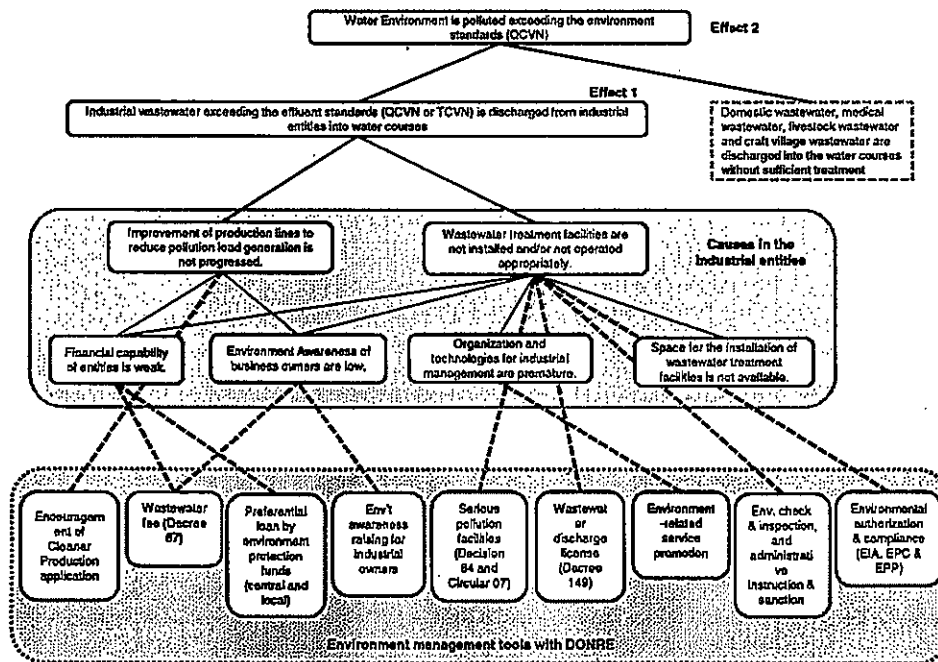 Water Environment is polluted exceeding the environment
standards (QCVN)
Effect 2
Effect 1
Industrial wastewater exceeding the effluent standards (QCVN or TCVN) is discharged from industrial
entities into water courses
Domestic wastewater, medical
wastewater, livestock wastewater
and craft village wastewater are
discharged into the water courses
without sufficient treatment
Improvement of production lines to
reduce pollution load generation is
not progressed.
Wastewater treatment facilities are
not installed and/or not operated
appropriately.
Causes in the
industrial entities
Financial capability
of entities is weak.
Environment Awareness of
business owners are low.
Organization and
technologies for industrial
management are premature.
Space for the installation of
wastewater treatment
facilities is not available.
Encouragem
ent of
Cleaner
Production
application
Wastewater
fee (Decree
67)
Preferential
loan by
environment
protection
funds
(central and
local)
Env't
awareness
raising for
industrial
owners
Serious
pollution
facilities
(Decision
64 and
Circular 07)
Wastewat
er
discharge
license
(Decree
149)
Environment
-related
service
promotion
Env. check
& inspection,
and
administrati
ve
instruction &
sanction
Environmental
authorization
& compliance
(EIA, EPC &
EPP)
Environment management tools with DONRE